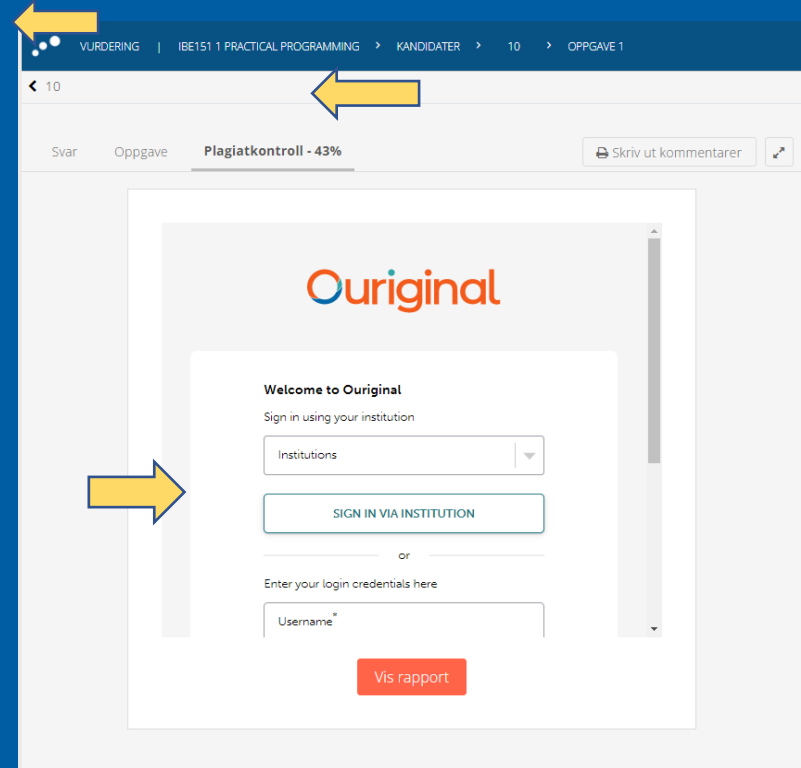 VURDERING | IBE151 1 PRACTICAL PROGRAMMING > KANDIDATER > 10 > OPPGAVE 1
10
Svar Oppgave Plagiatkontroll - 43% Skriv ut kommentarer
Ouriginal
Welcome to Ouriginal
Sign in using your institution
Institutions
SIGN IN VIA INSTITUTION
or
Enter your login credentials here
Username*
Vis rapport